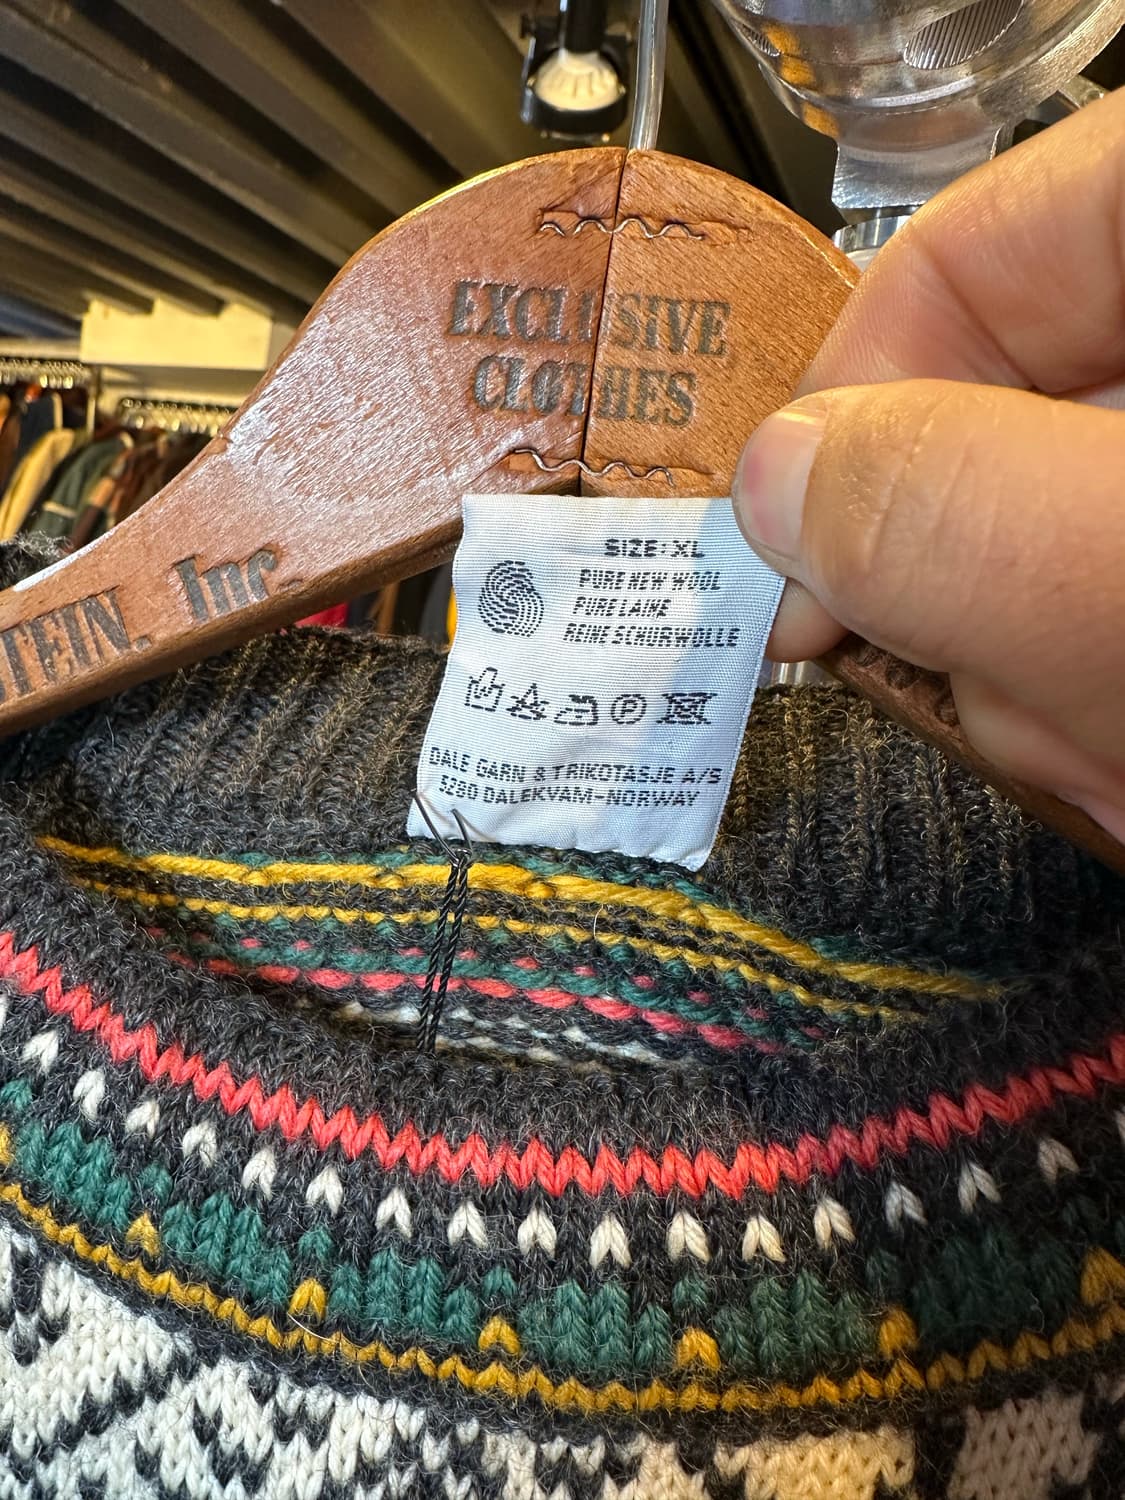 EXCLUSIVE
CLOTHES
Inc.
SIZE: XL
PURE NEW WOOL
PURE LAINE
REINE SCHURWOLLE
P
DALE GARN & TRIKOTASJE A/S
5280 DALEKVAM-NORWAY